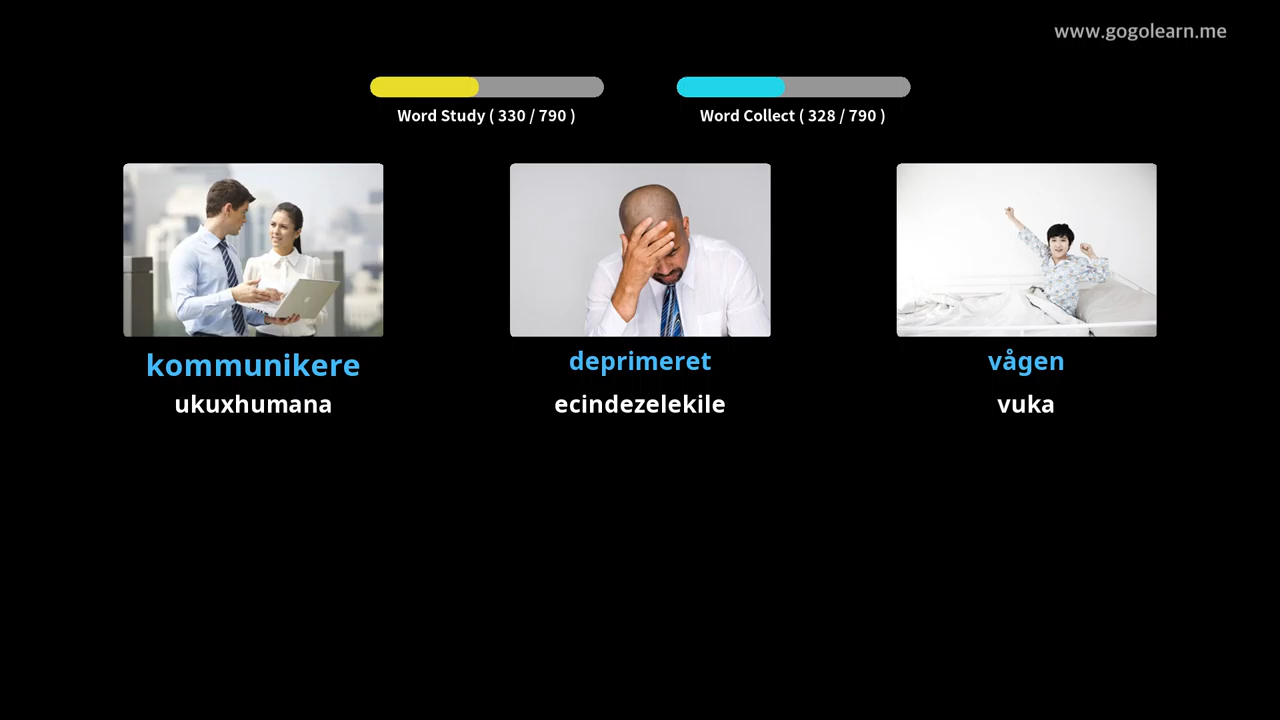 www.gogolearn.me
Word Study ( 330 / 790 )
Word Collect ( 328 / 790 )
kommunikere
ukuxhumana
deprimeret
ecindezelekile
vågen
vuka